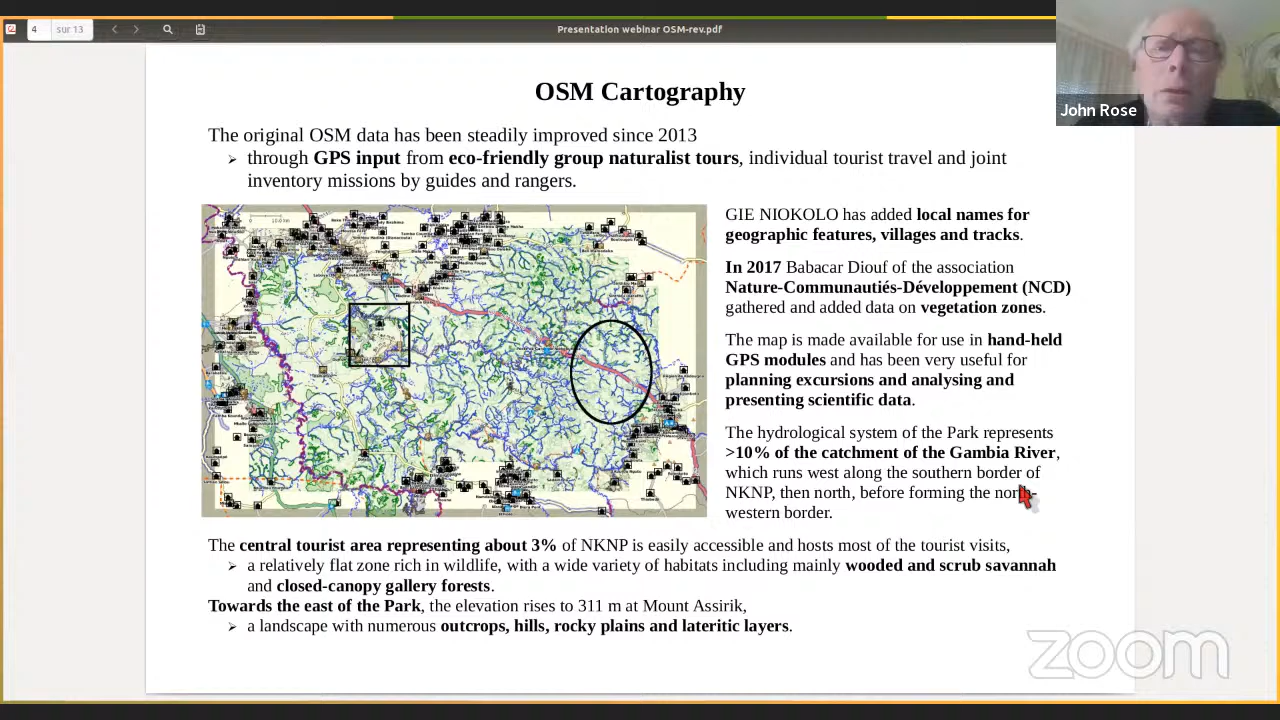 4
sur 13
Presentation webinar OSM-rev.pdf
John Rose
OSM Cartography
The original OSM data has been steadily improved since 2013
➢ through GPS input from eco-friendly group naturalist tours, individual tourist travel and joint
inventory missions by guides and rangers.
GIE NIOKOLO has added local names for
geographic features, villages and tracks.
In 2017 Babacar Diouf of the association
Nature-Communautiés-Développement (NCD)
gathered and added data on vegetation zones.
The map is made available for use in hand-held
GPS modules and has been very useful for
planning excursions and analysing and
presenting scientific data.
The hydrological system of the Park represents
>10% of the catchment of the Gambia River,
which runs west along the southern border of
NKNP, then north, before forming the north-
western border.
The central tourist area representing about 3% of NKNP is easily accessible and hosts most of the tourist visits,
➢ a relatively flat zone rich in wildlife, with a wide variety of habitats including mainly wooded and scrub savannah
and closed-canopy gallery forests.
Towards the east of the Park, the elevation rises to 311 m at Mount Assirik,
➢ a landscape with numerous outcrops, hills, rocky plains and lateritic layers.
zoom